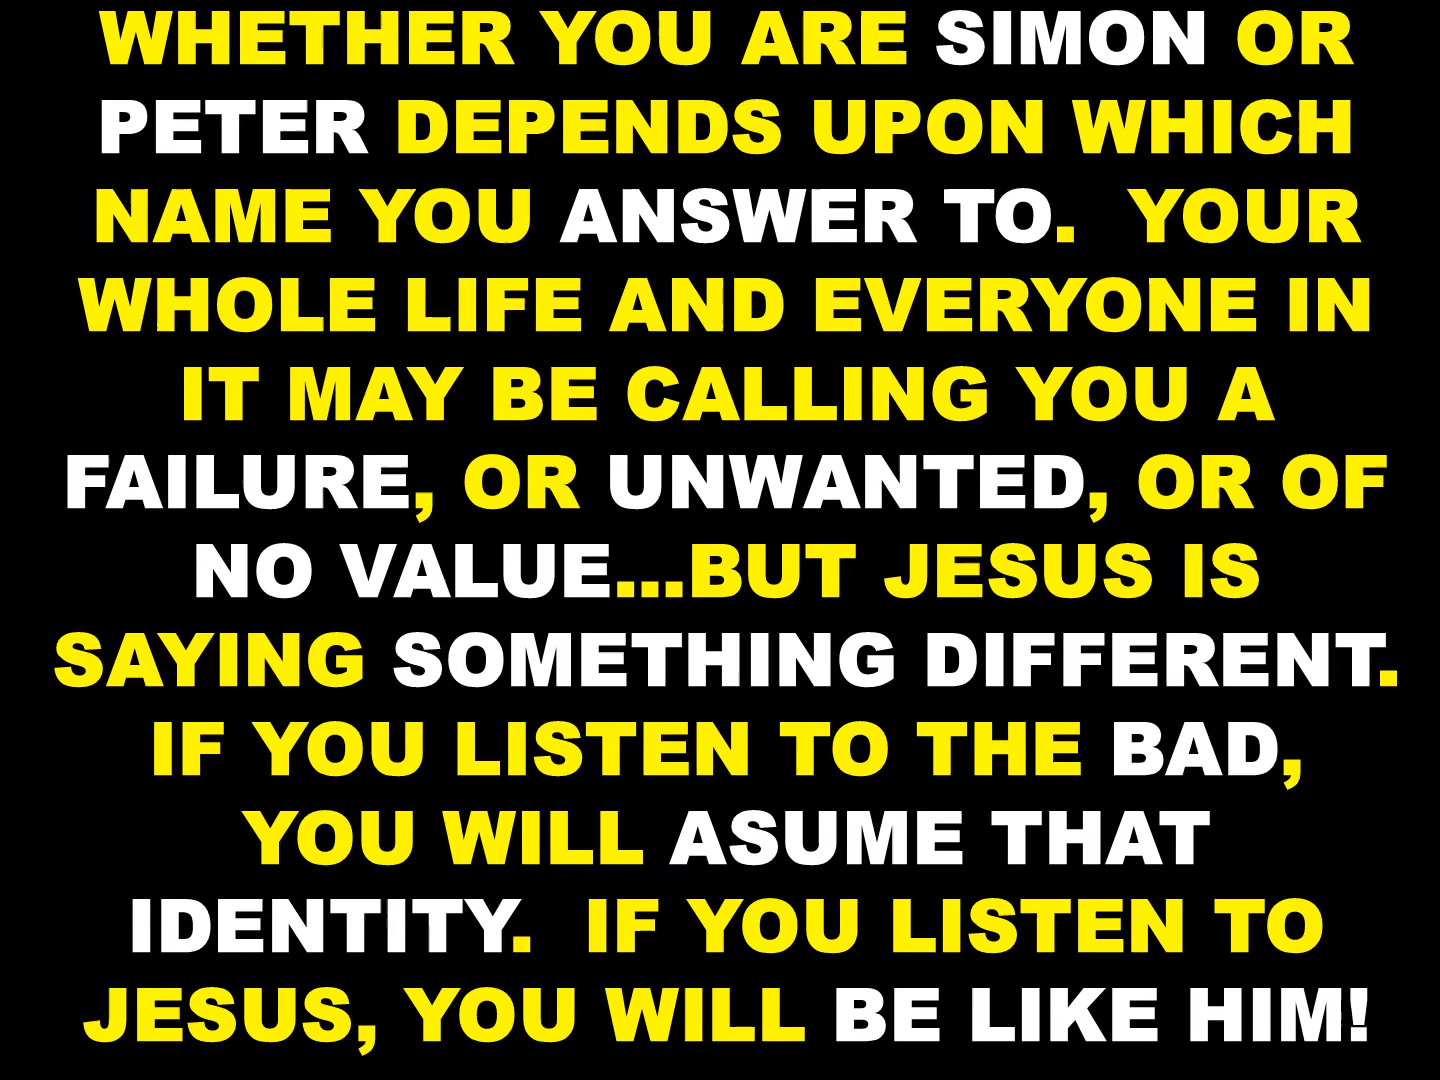 WHETHER YOU ARE SIMON OR
PETER DEPENDS UPON WHICH
NAME YOU ANSWER TO.  YOUR
WHOLE LIFE AND EVERYONE IN
IT MAY BE CALLING YOU A
FAILURE, OR UNWANTED, OR OF
NO VALUE...BUT JESUS IS
SAYING SOMETHING DIFFERENT.
IF YOU LISTEN TO THE BAD,
YOU WILL ASUME THAT
IDENTITY.  IF YOU LISTEN TO
JESUS, YOU WILL BE LIKE HIM!